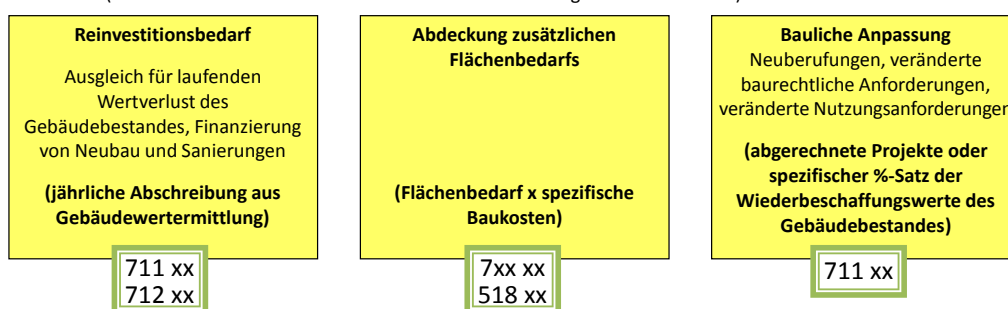 Reinvestitionsbedarf
Ausgleich für laufenden
Wertverlust des
Gebäudebestandes, Finanzierung
von Neubau und Sanierungen
(jährliche Abschreibung aus
Gebäudewertermittlung)
711 xx
712 xx
Abdeckung zusätzlichen
Flächenbedarfs
(Flächenbedarf x spezifische
Baukosten)
7xx xx
518 xx
Bauliche Anpassung
Neuberufungen, veränderte
baurechtliche Anforderungen,
veränderte Nutzungsanforderungen
(abgerechnete Projekte oder
spezifischer %-Satz der
Wiederbeschaffungswerte des
Gebäudebestandes)
711 xx